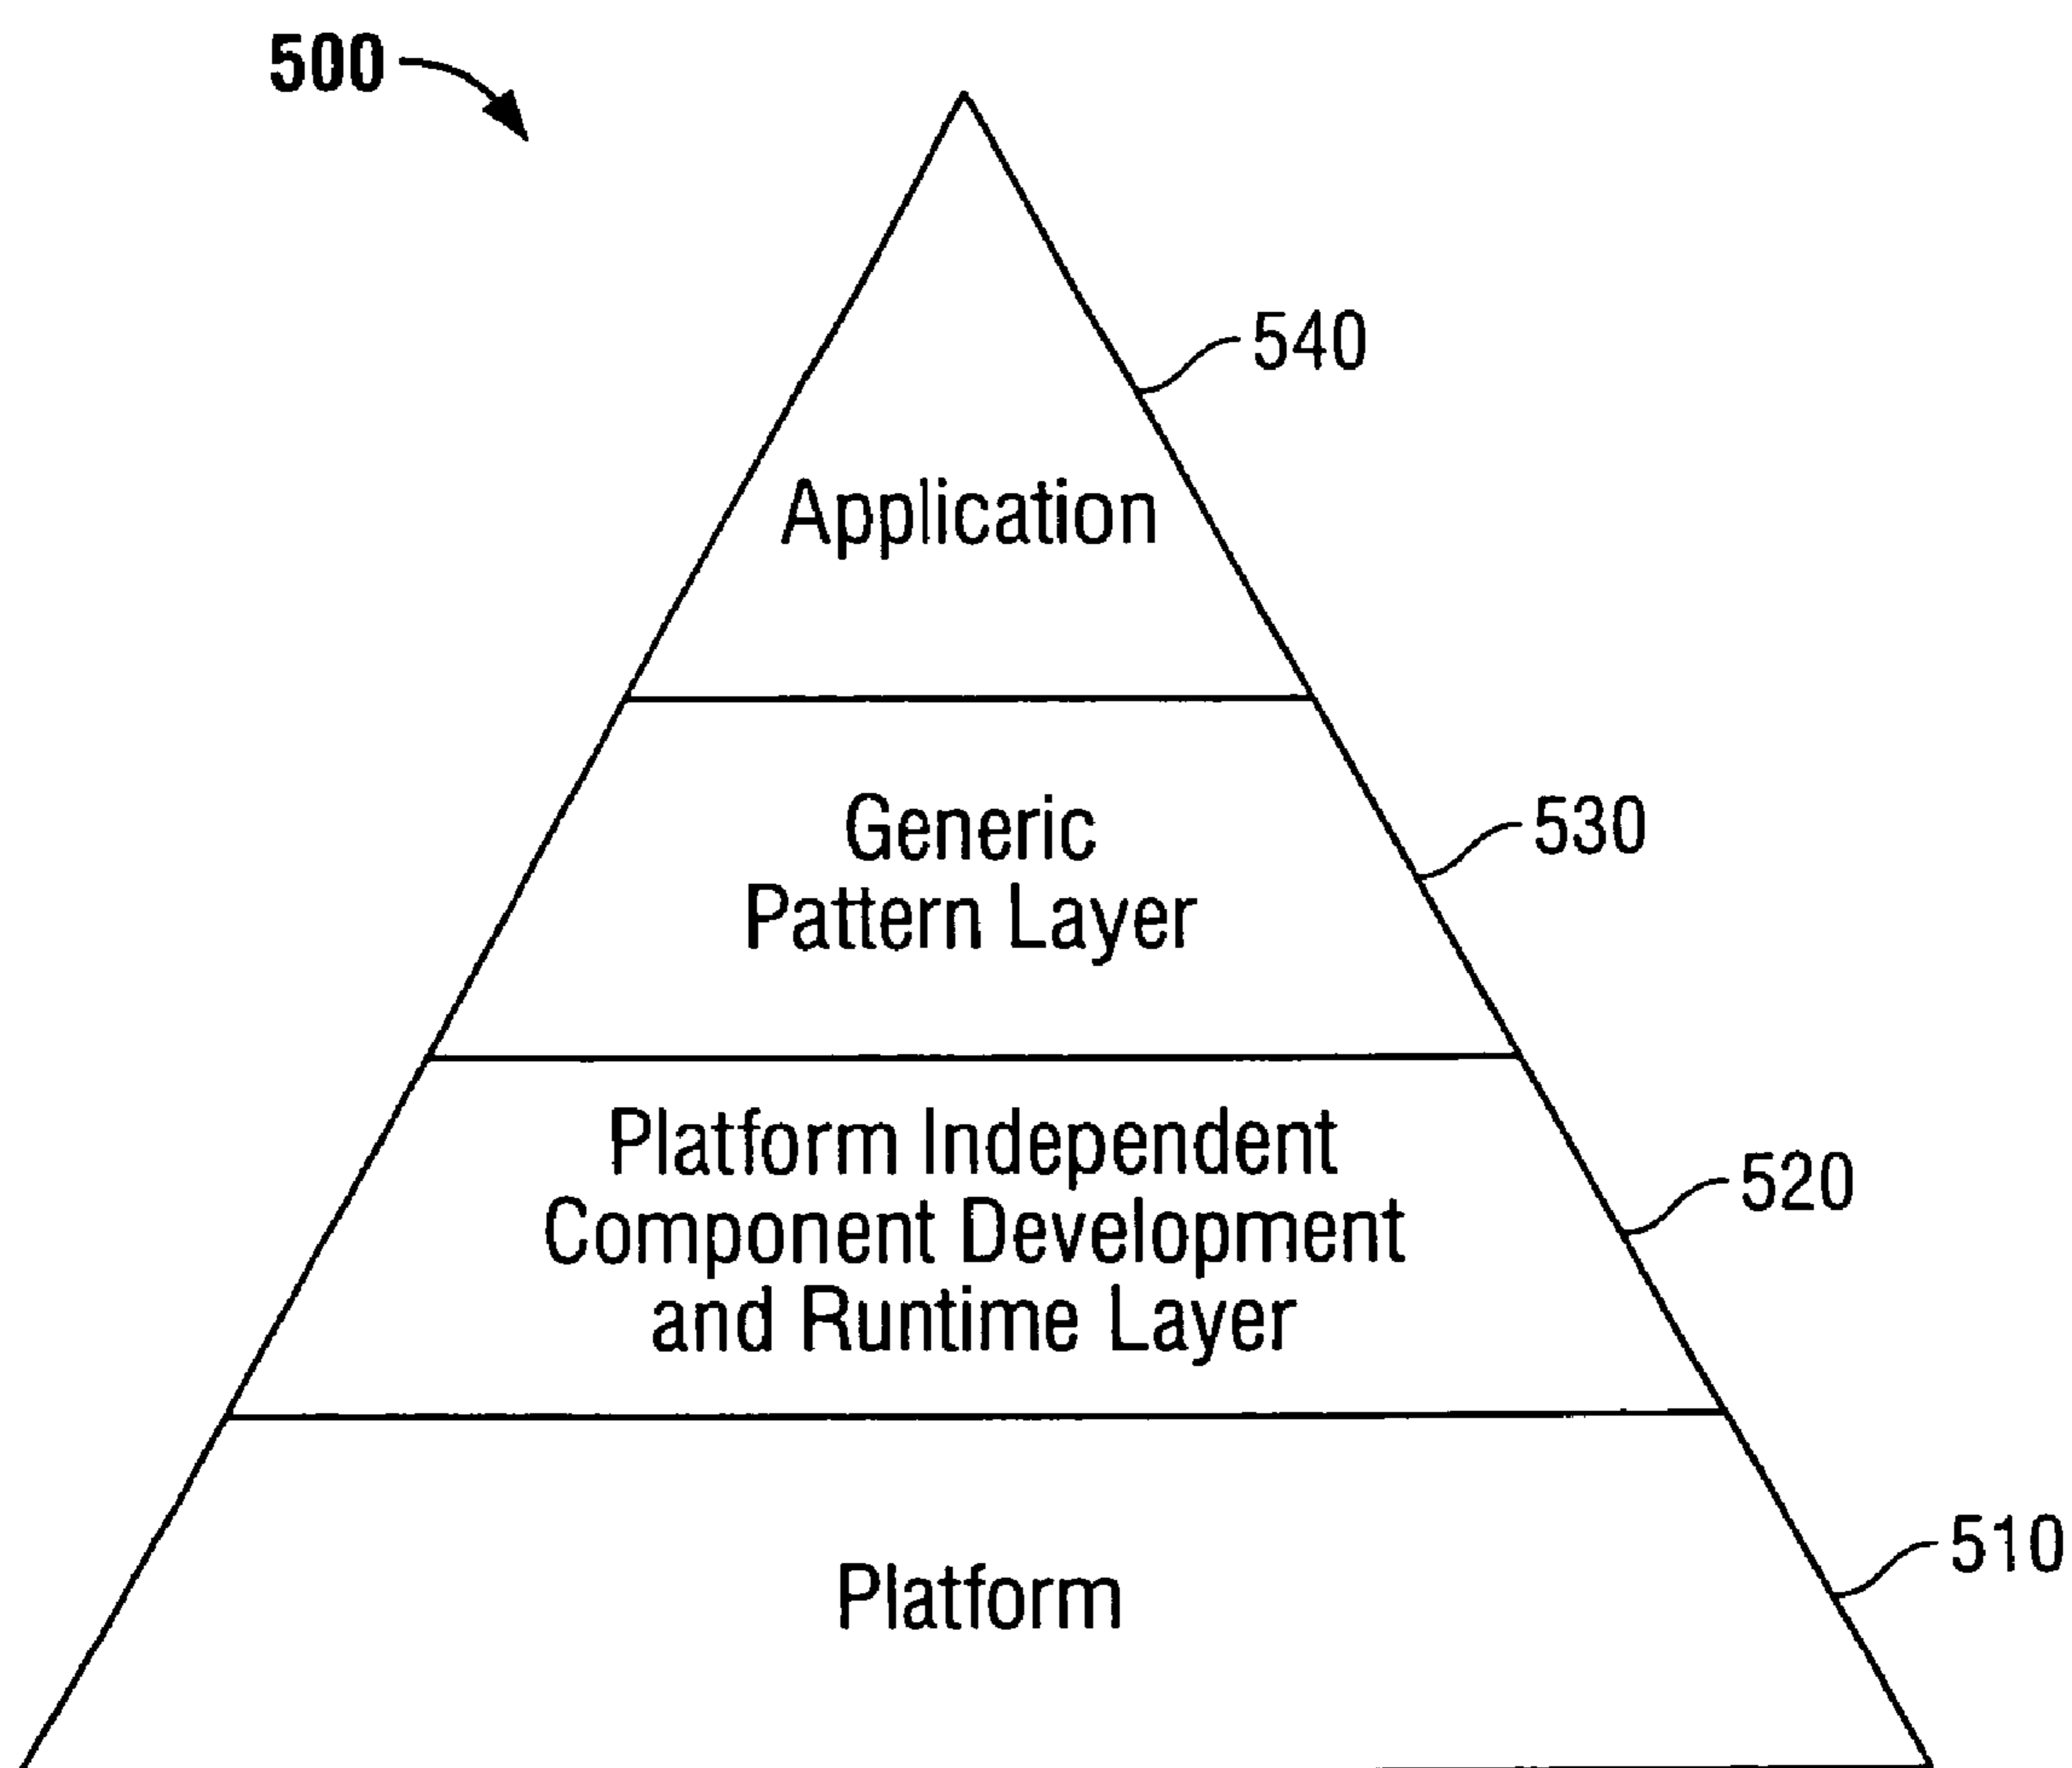 500
540
Application
Generic
Pattern Layer
530
Platform Independent
Component Development
and Runtime Layer
520
Platform
510